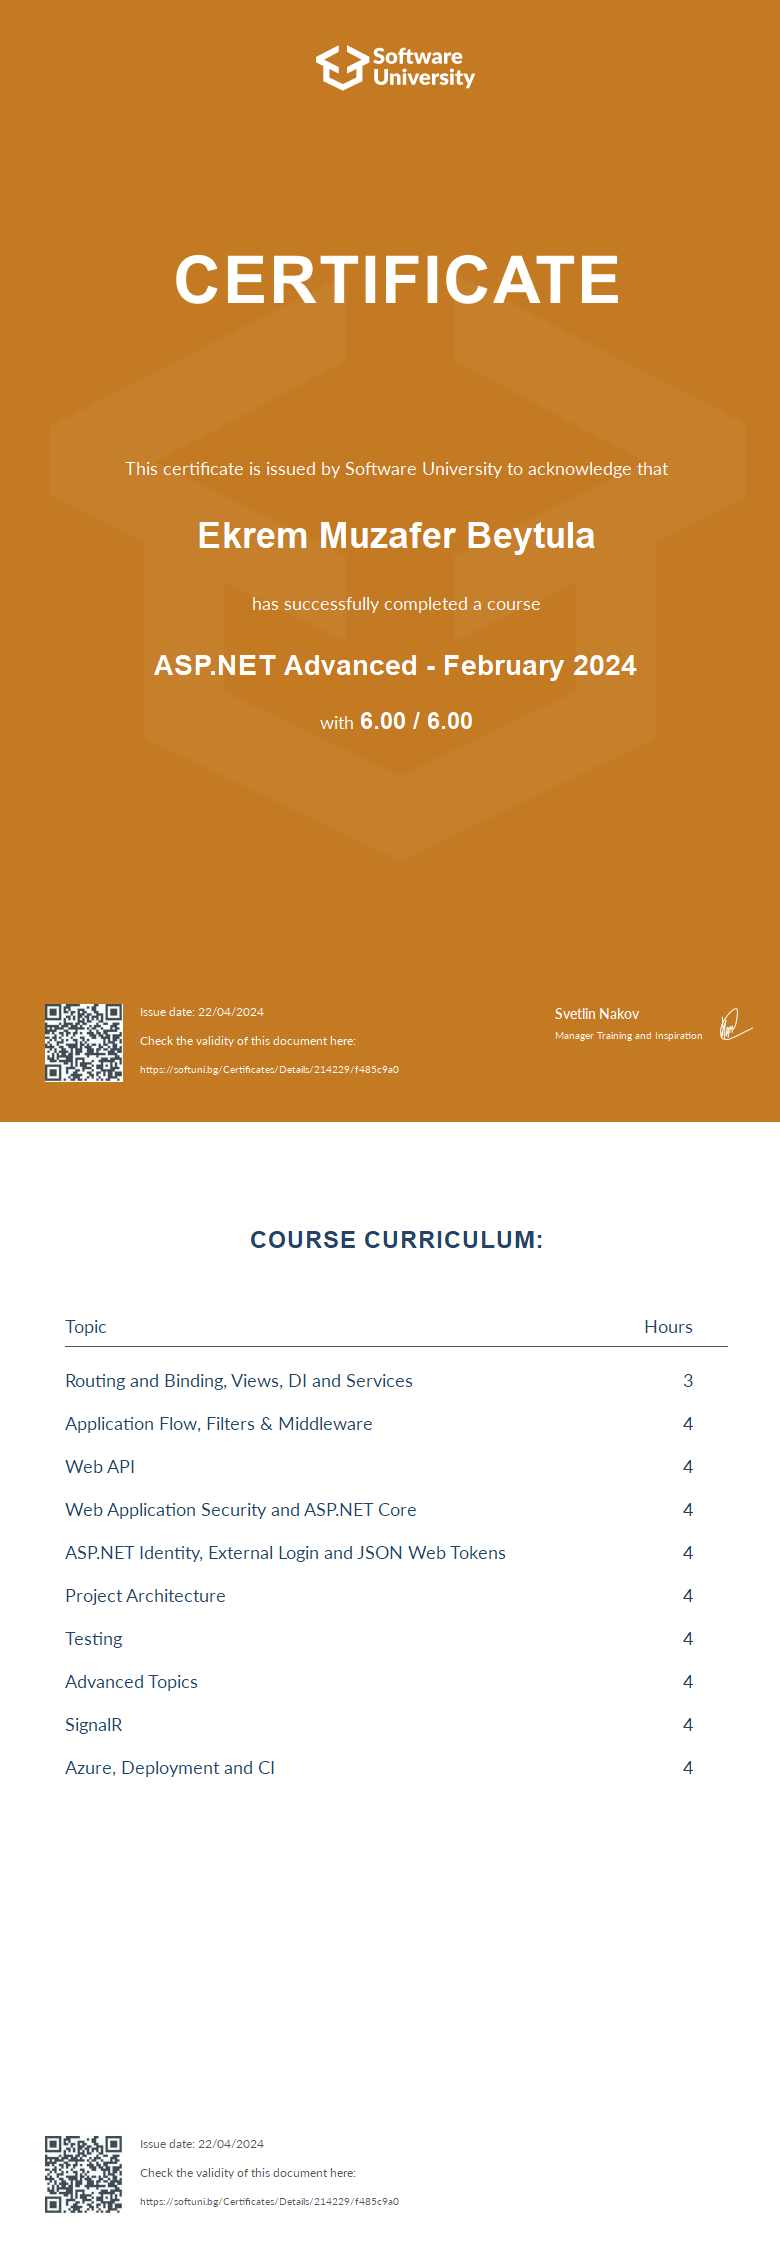 Software
University
CERTIFICATE
This certificate is issued by Software University to acknowledge that
Ekrem Muzafer Beytula
has successfully completed a course
ASP.NET Advanced - February 2024
with 6.00 / 6.00
Issue date: 22/04/2024
Check the validity of this document here:
https://softuni.bg/Certificates/Details/214229/f485c9a0
Svetlin Nakov
Manager Training and Inspiration
COURSE CURRICULUM:
Topic Hours
Routing and Binding, Views, DI and Services 3
Application Flow, Filters & Middleware 4
Web API 4
Web Application Security and ASP.NET Core 4
ASP.NET Identity, External Login and JSON Web Tokens 4
Project Architecture 4
Testing 4
Advanced Topics 4
SignalR 4
Azure, Deployment and CI 4
Issue date: 22/04/2024
Check the validity of this document here:
https://softuni.bg/Certificates/Details/214229/f485c9a0